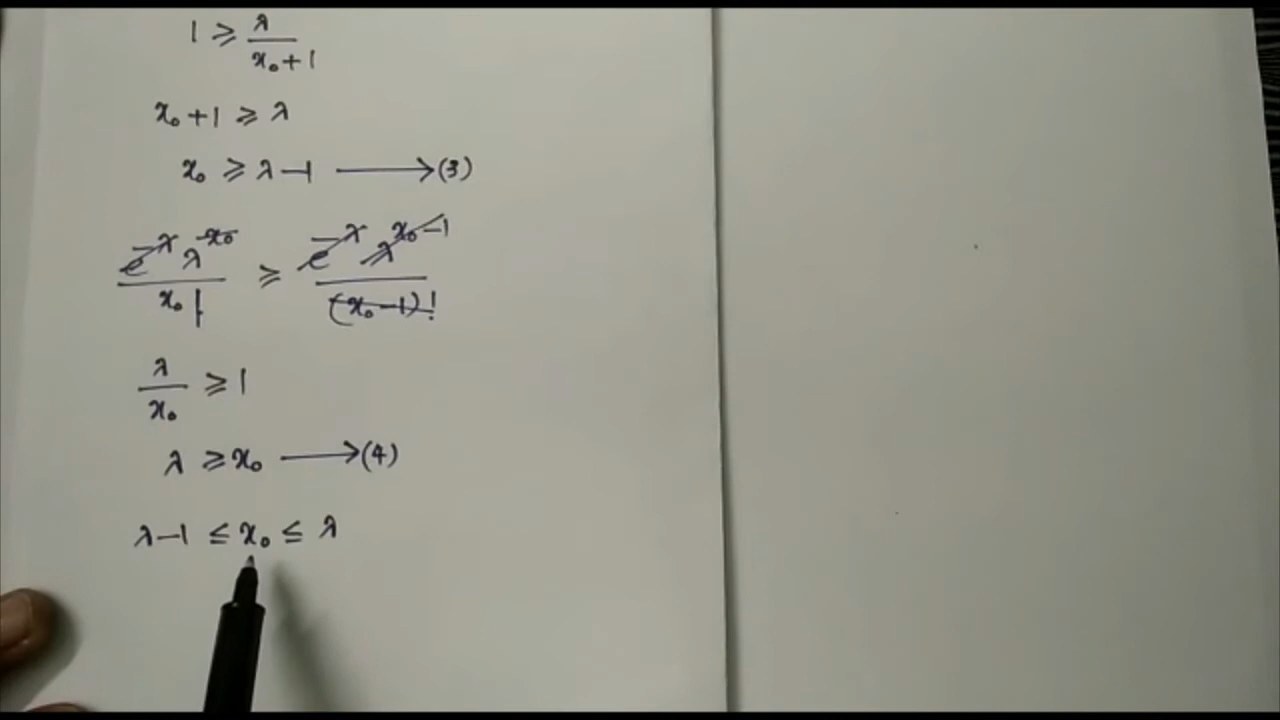 1 ≥ λ/(x₀+1)
x₀+1 ≥ λ
x₀ ≥ λ−1 ⟶ (3)
e^(−λ) λ^(x₀)/x₀! ≥ e^(−λ) λ^(x₀−1)/(x₀−1)!
λ/x₀ ≥ 1
λ ≥ x₀ ⟶ (4)
λ−1 ≤ x₀ ≤ λ